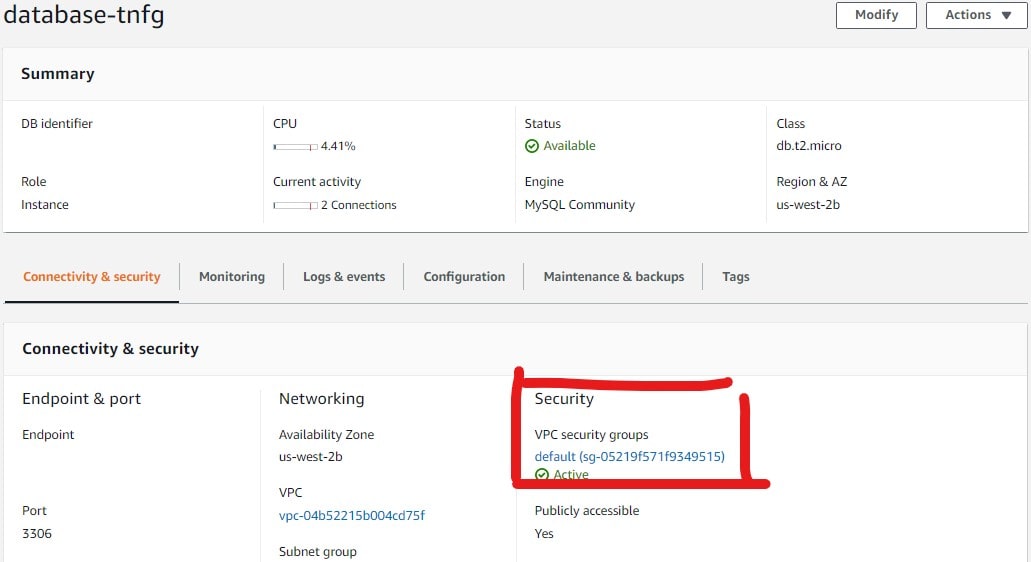 database-tnfg
Modify
Actions
Summary
DB identifier
CPU
4.41%
Status
Available
Class
db.t2.micro
Role
Instance
Current activity
2 Connections
Engine
MySQL Community
Region & AZ
us-west-2b
Connectivity & security
Monitoring
Logs & events
Configuration
Maintenance & backups
Tags
Connectivity & security
Endpoint & port
Endpoint
Port
3306
Networking
Availability Zone
us-west-2b
VPC
vpc-04b52215b004cd75f
Subnet group
Security
VPC security groups
default (sg-05219f571f9349515)
Active
Publicly accessible
Yes